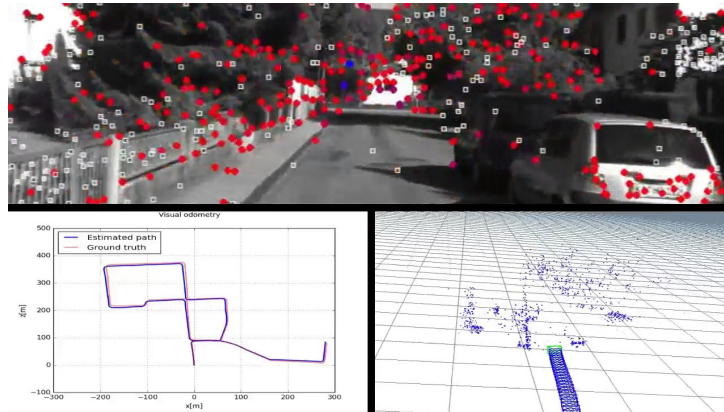 Visual odometry
Estimated path
Ground truth
500
400
300
200
100
0
−100
−300 −200 −100 0 100 200 300
z[m]
x[m]